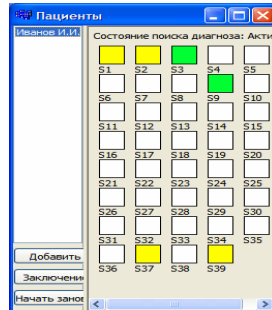 Пациенты
Иванов И.И.
Состояние поиска диагноза: Акти
S1 S2 S3 S4 S5
S6 S7 S8 S9 S10
S11 S12 S13 S14 S15
S16 S17 S18 S19 S20
S21 S22 S23 S24 S25
S26 S27 S28 S29 S30
S31 S32 S33 S34 S35
S36 S37 S38 S39
Добавить
Заключени
Начать зано